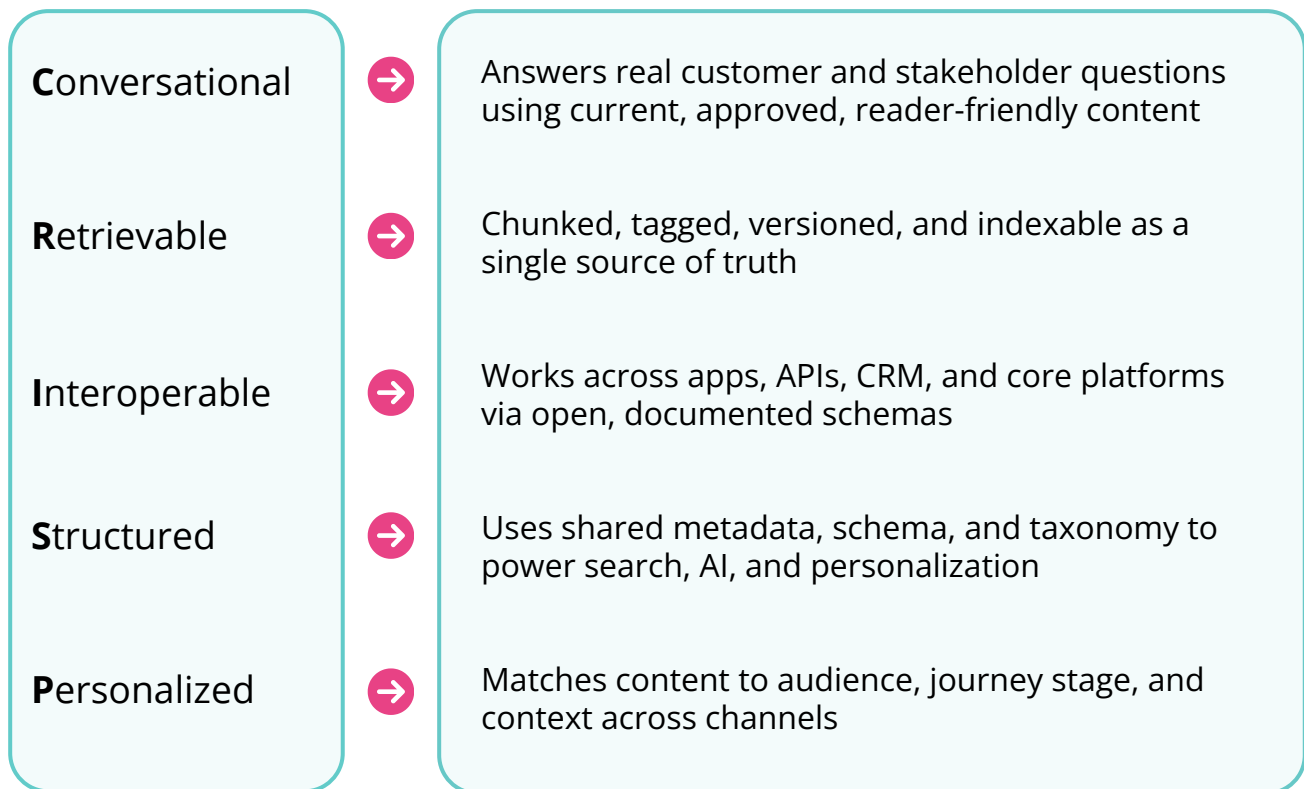 Conversational
Answers real customer and stakeholder questions
using current, approved, reader-friendly content
Retrievable
Chunked, tagged, versioned, and indexable as a
single source of truth
Interoperable
Works across apps, APIs, CRM, and core platforms
via open, documented schemas
Structured
Uses shared metadata, schema, and taxonomy to
power search, AI, and personalization
Personalized
Matches content to audience, journey stage, and
context across channels